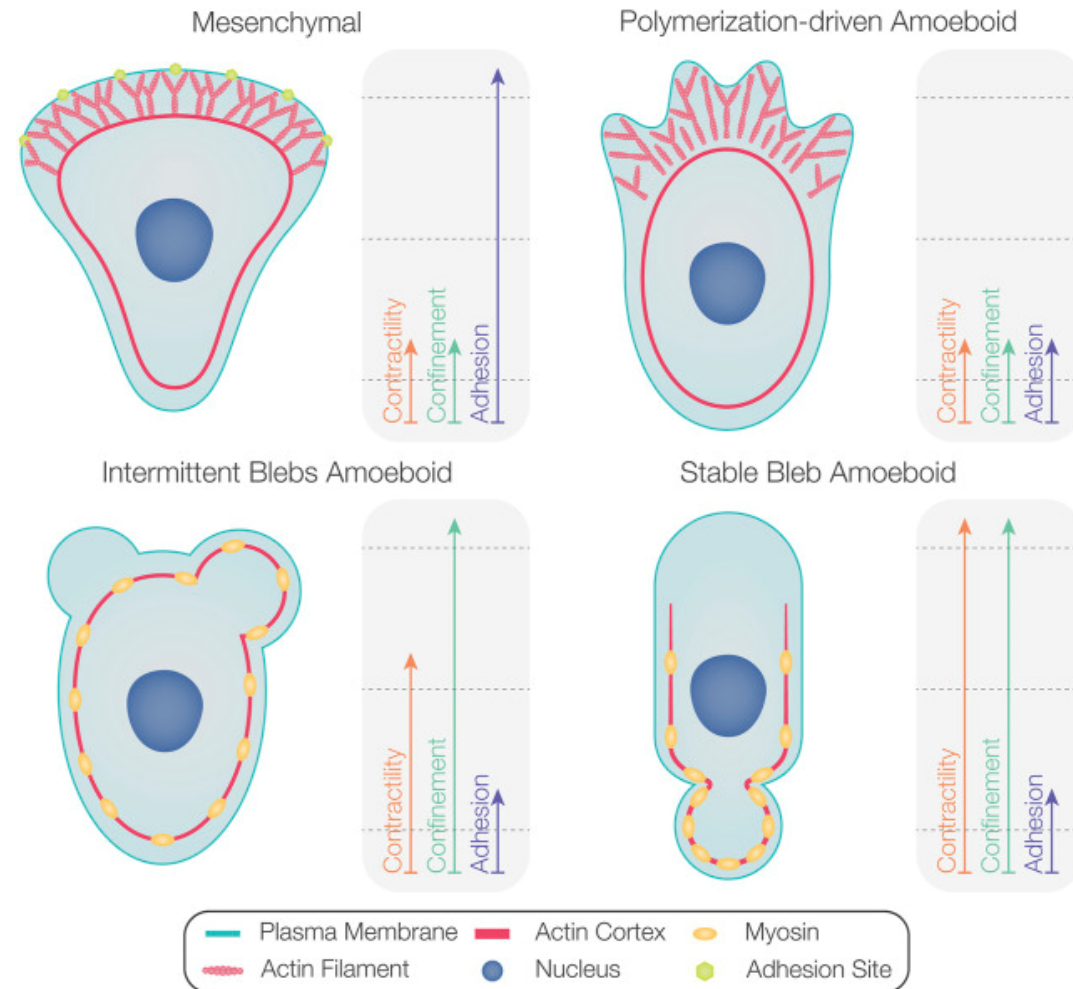 Mesenchymal
Contractility
Confinement
Adhesion
Polymerization-driven Amoeboid
Contractility
Confinement
Adhesion
Intermittent Blebs Amoeboid
Contractility
Confinement
Adhesion
Stable Bleb Amoeboid
Contractility
Confinement
Adhesion
Plasma Membrane
Actin Cortex
Myosin
Actin Filament
Nucleus
Adhesion Site